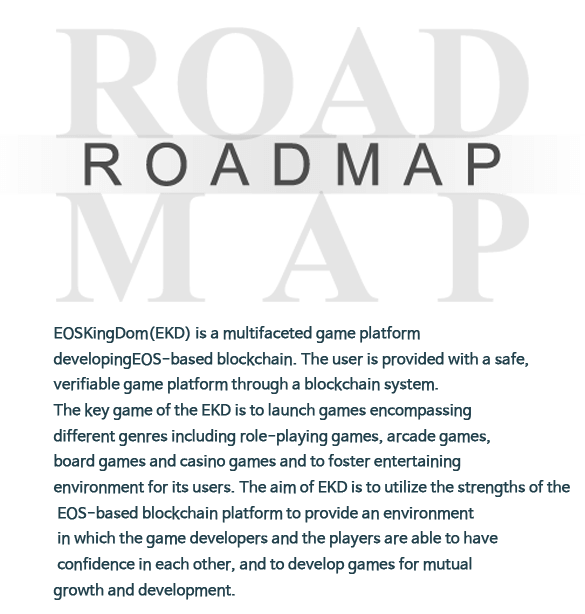 ROAD
ROADMAP
MAP
EOSKingDom(EKD) is a multifaceted game platform
developingEOS-based blockchain. The user is provided with a safe,
verifiable game platform through a blockchain system.
The key game of the EKD is to launch games encompassing
different genres including role-playing games, arcade games,
board games and casino games and to foster entertaining
environment for its users. The aim of EKD is to utilize the strengths of the
EOS-based blockchain platform to provide an environment
in which the game developers and the players are able to have
confidence in each other, and to develop games for mutual
growth and development.